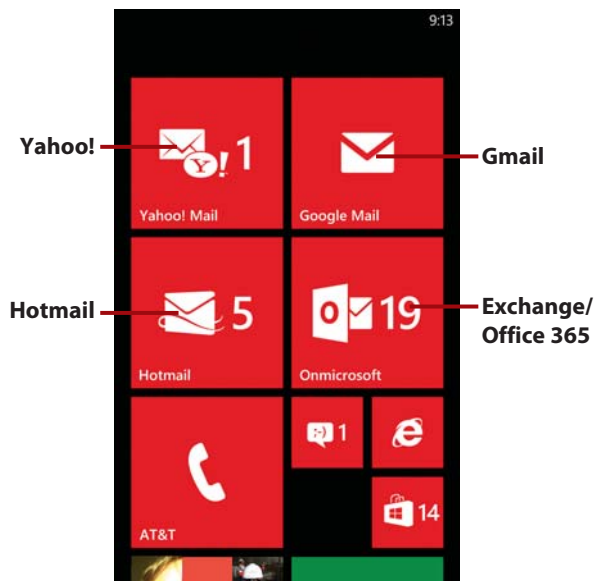 9:13
Yahoo!
Y! 1
Yahoo! Mail
Google Mail
Gmail
Hotmail
5
Hotmail
O 19
Onmicrosoft
Exchange/
Office 365
:-) 1
e
14
AT&T